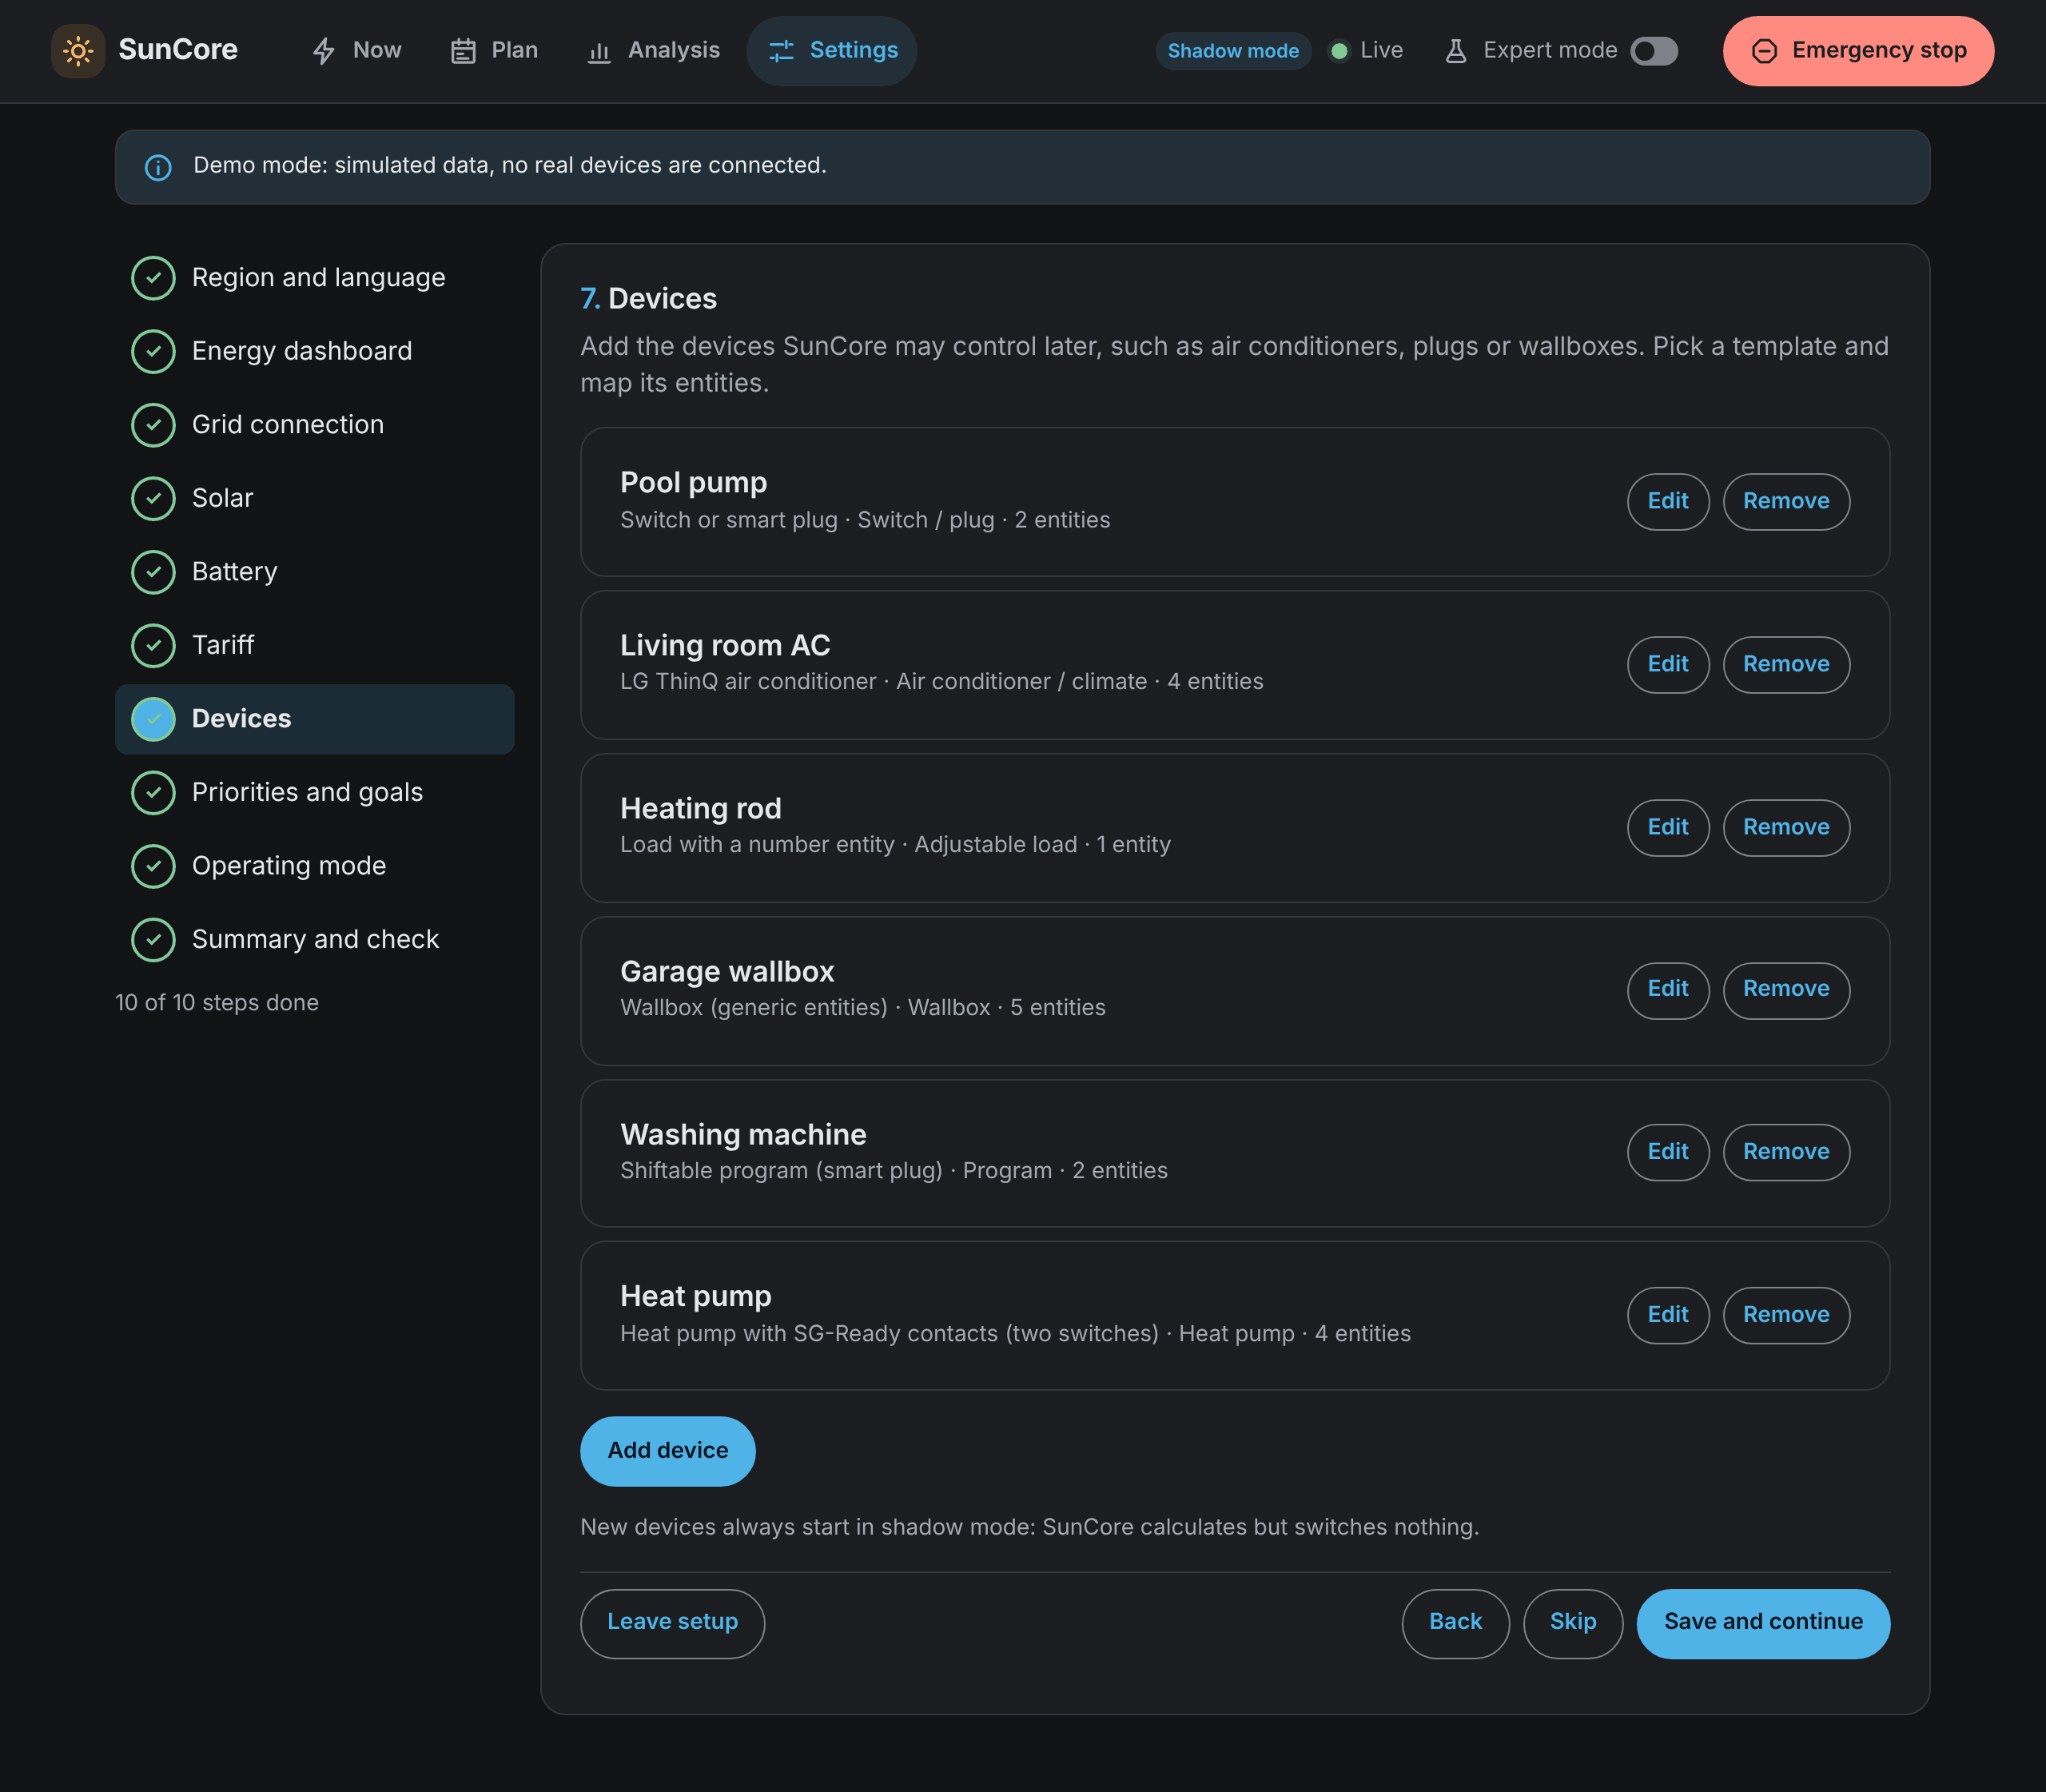 SunCore
Now
Plan
Analysis
Settings
Shadow mode
Live
Expert mode
Emergency stop
Demo mode: simulated data, no real devices are connected.
Region and language
Energy dashboard
Grid connection
Solar
Battery
Tariff
Devices
Priorities and goals
Operating mode
Summary and check
10 of 10 steps done
7. Devices
Add the devices SunCore may control later, such as air conditioners, plugs or wallboxes. Pick a template and
map its entities.
Pool pump
Switch or smart plug · Switch / plug · 2 entities
Edit
Remove
Living room AC
LG ThinQ air conditioner · Air conditioner / climate · 4 entities
Edit
Remove
Heating rod
Load with a number entity · Adjustable load · 1 entity
Edit
Remove
Garage wallbox
Wallbox (generic entities) · Wallbox · 5 entities
Edit
Remove
Washing machine
Shiftable program (smart plug) · Program · 2 entities
Edit
Remove
Heat pump
Heat pump with SG-Ready contacts (two switches) · Heat pump · 4 entities
Edit
Remove
Add device
New devices always start in shadow mode: SunCore calculates but switches nothing.
Leave setup
Back
Skip
Save and continue